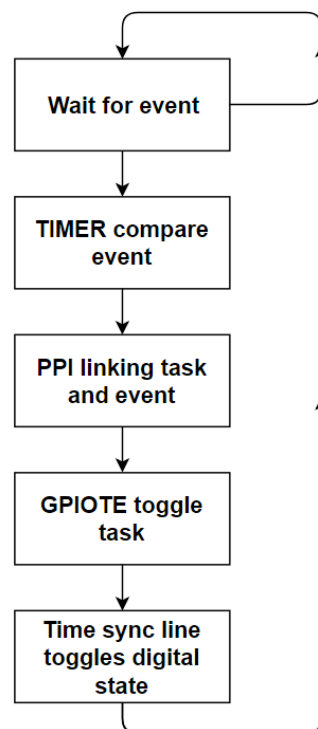 Wait for event
TIMER compare
event
PPI linking task
and event
GPIOTE toggle
task
Time sync line
toggles digital
state